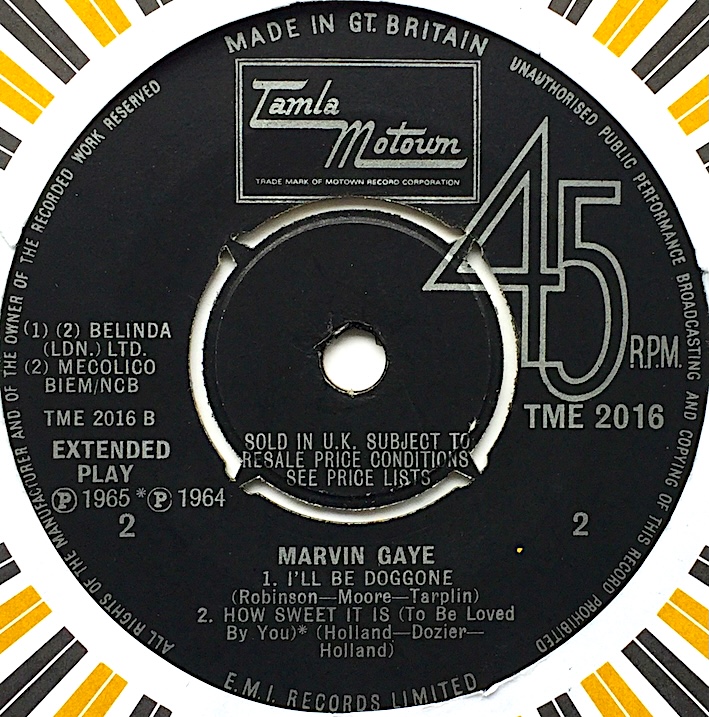 MADE IN GT. BRITAIN
UNAUTHORISED PUBLIC PERFORMANCE BROADCASTING AND COPYING OF THIS RECORD PROHIBITED
ALL RIGHTS OF THE MANUFACTURER AND OF THE OWNER OF THE RECORDED WORK RESERVED
Tamla
Motown
TRADE MARK OF MOTOWN RECORD CORPORATION
45
R.P.M.
TME 2016
(1) (2) BELINDA
(LDN.) LTD.
(2) MECOLICO
BIEM/NCB
TME 2016 B
EXTENDED
PLAY
Ⓟ 1965 *Ⓟ 1964
2
2
SOLD IN U.K. SUBJECT TO
RESALE PRICE CONDITIONS
SEE PRICE LISTS
MARVIN GAYE
1. I'LL BE DOGGONE
(Robinson—Moore—Tarplin)
2. HOW SWEET IT IS (To Be Loved
By You)* (Holland—Dozier—
Holland)
E.M.I. RECORDS LIMITED